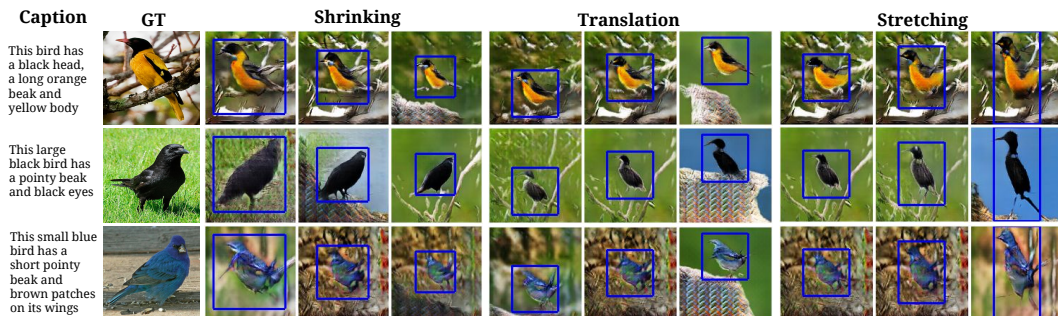 Caption GT Shrinking Translation Stretching
This bird has
a black head,
a long orange
beak and
yellow body
This large
black bird has
a pointy beak
and black eyes
This small blue
bird has a
short pointy
beak and
brown patches
on its wings